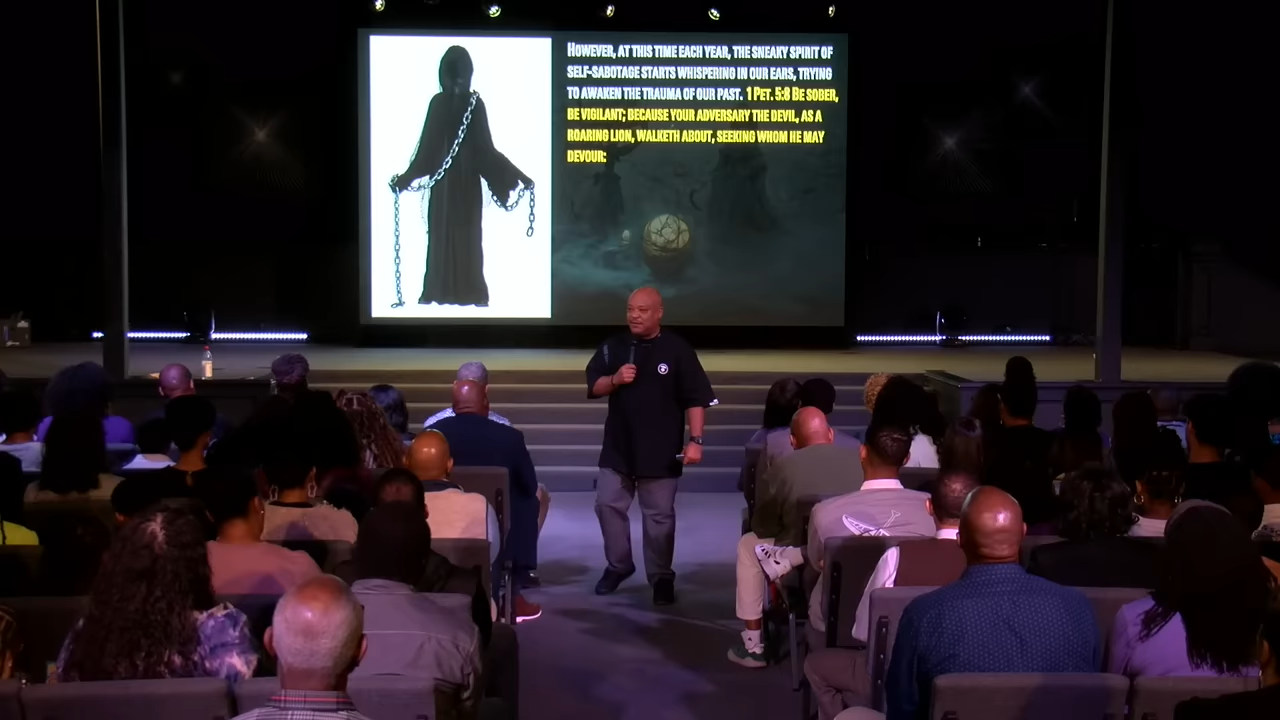 However, at this time each year, the sneaky spirit of
self-sabotage starts whispering in our ears, trying
to awaken the trauma of our past. 1 Pet. 5:8 Be sober,
be vigilant; because your adversary the devil, as a
roaring lion, walketh about, seeking whom he may
devour: